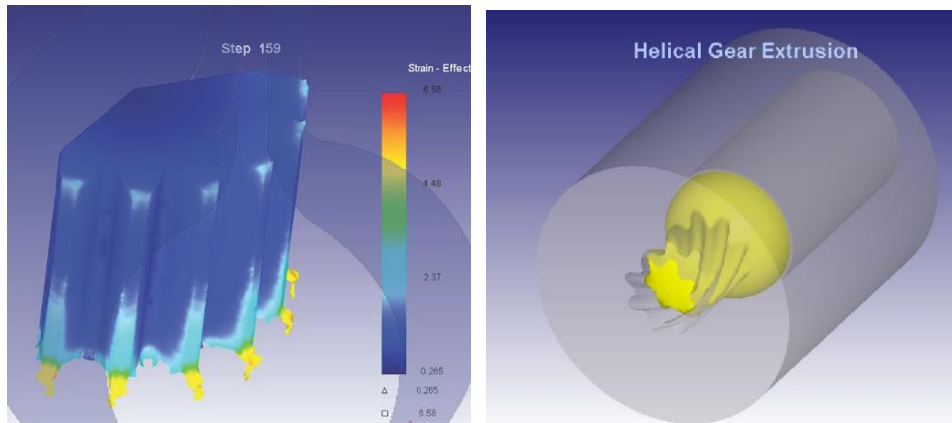 Step 159
Strain - Effect
6.58
4.48
2.37
0.265
0.265
6.58
Helical Gear Extrusion